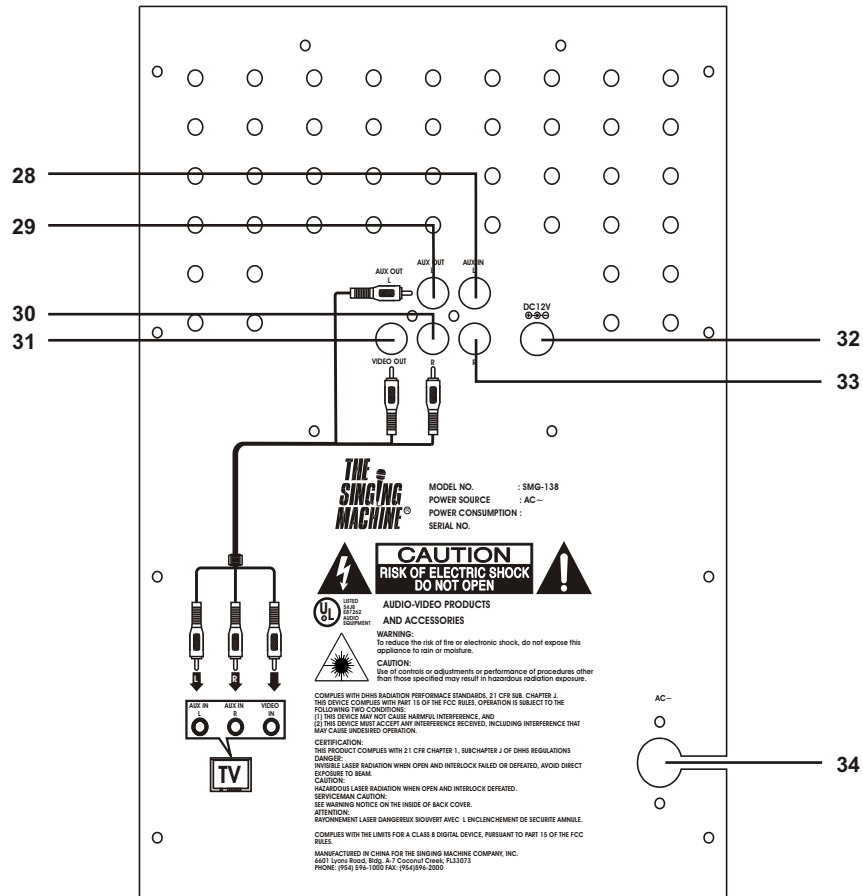 28
29
AUX OUT
L
AUX OUT
L
AUX IN
L
DC12V
30
31
32
33
VIDEO OUT
R
R
THE
SINGING
MACHINE®
MODEL NO. : SMG-138
POWER SOURCE : AC~
POWER CONSUMPTION :
SERIAL NO.
CAUTION
RISK OF ELECTRIC SHOCK
DO NOT OPEN
UL
LISTED
54J8
E87262
AUDIO
EQUIPMENT
AUDIO-VIDEO PRODUCTS
AND ACCESSORIES
WARNING:
To reduce the risk of fire or electronic shock, do not expose this
appliance to rain or moisture.
CAUTION:
Use of controls or adjustments or performance of procedures other
than those specified may result in hazardous radiation exposure.
L
R
AUX IN
L
AUX IN
R
VIDEO
IN
TV
COMPLIES WITH DHHS RADIATION PERFORMACE STANDARDS, 21 CFR SUB. CHAPTER J.
THIS DEVICE COMPLIES WITH PART 15 OF THE FCC RULES, OPERATION IS SUBJECT TO THE
FOLLOWING TWO CONDITIONS:
(1) THIS DEVICE MAY NOT CAUSE HARMFUL INTERFERENCE, AND
(2) THIS DEVICE MUST ACCEPT ANY INTERFERENCE RECEIVED, INCLUDING INTERFERENCE THAT
MAY CAUSE UNDESIRED OPERATION.
CERTIFICATION:
THIS PRODUCT COMPLIES WITH 21 CFR CHAPTER 1, SUBCHAPTER J OF DHHS REGULATIONS
DANGER:
INVISIBLE LASER RADIATION WHEN OPEN AND INTERLOCK FAILED OR DEFEATED, AVOID DIRECT
EXPOSURE TO BEAM.
CAUTION:
HAZARDOUS LASER RADIATION WHEN OPEN AND INTERLOCK DEFEATED.
SERVICEMAN CAUTION:
SEE WARNING NOTICE ON THE INSIDE OF BACK COVER.
ATTENTION:
RAYONNEMENT LASER DANGEREUX SIOUVERT AVEC L ENCLENCHEMENT DE SECURITE AMNULE.
COMPLIES WITH THE LIMITS FOR A CLASS B DIGITAL DEVICE, PURSUANT TO PART 15 OF THE FCC
RULES.
MANUFACTURED IN CHINA FOR THE SINGING MACHINE COMPANY, INC.
6601 Lyons Road, Bldg. A-7 Coconut Creek, FL33073
PHONE: (954) 596-1000 FAX: (954)596-2000
AC~
34